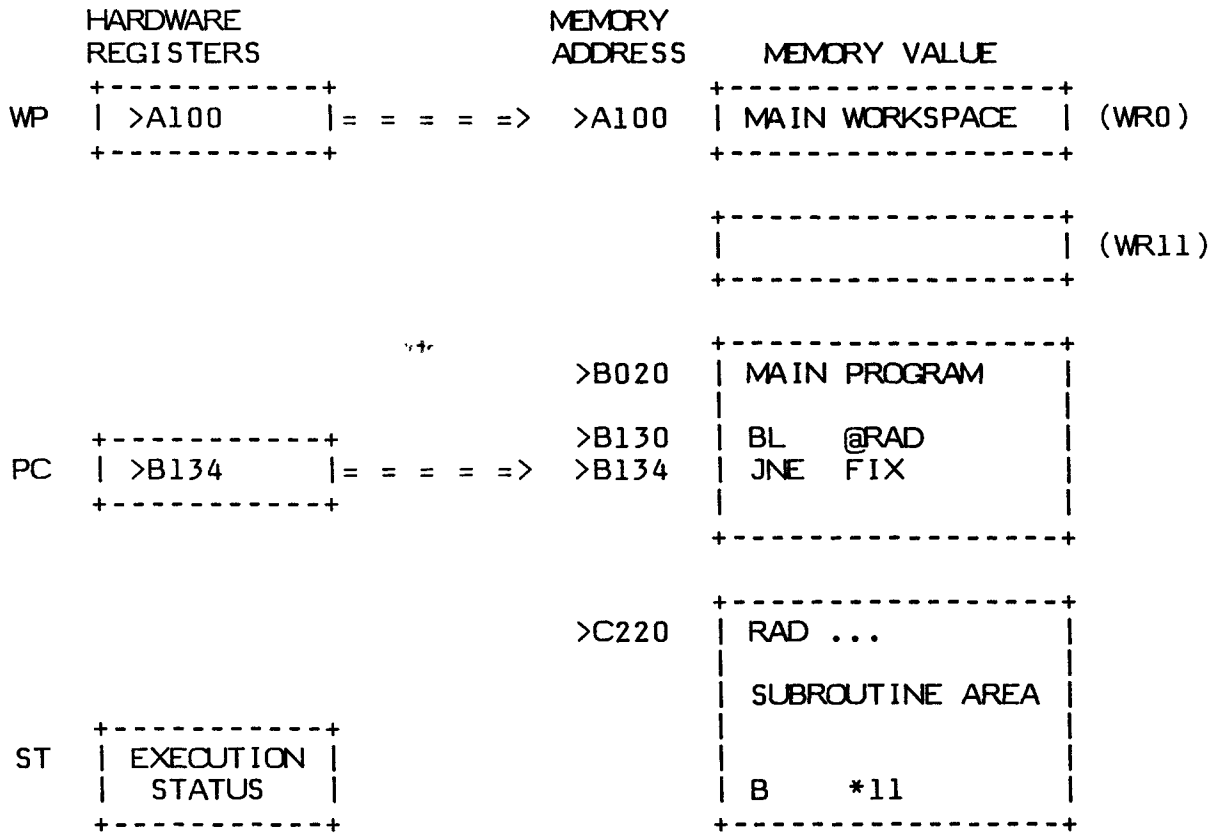 HARDWARE MEMORY
REGISTERS ADDRESS MEMORY VALUE
WP >A100 = = = = => >A100 MAIN WORKSPACE (WR0)
(WR11)
>B020 MAIN PROGRAM
>B130 BL @RAD
PC >B134 = = = = => >B134 JNE FIX
>C220 RAD ...
SUBROUTINE AREA
ST EXECUTION
STATUS B *11